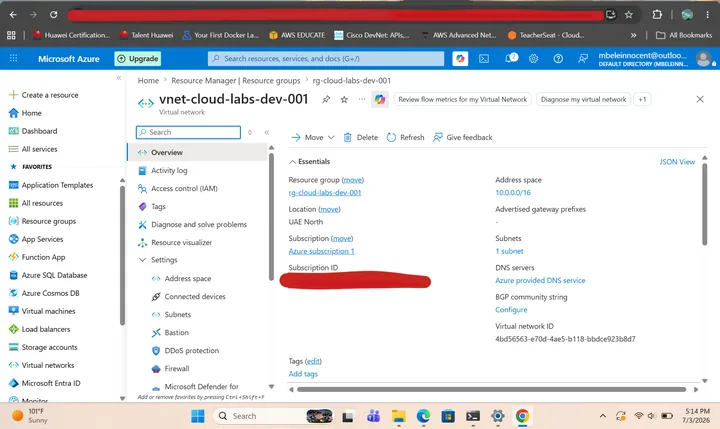 Huawei Certification...
Talent Huawei
Your First Docker La...
AWS EDUCATE
Cisco DevNet: APIs,...
AWS Advanced Net...
TeacherSeat - Cloud...
»
All Bookmarks
Microsoft Azure
Upgrade
Search resources, services, and docs (G+/)
2
mbeleinnocent@outloo...
DEFAULT DIRECTORY (MBELEINN...
Create a resource
Home
Dashboard
All services
FAVORITES
Application Templates
All resources
Resource groups
App Services
Function App
Azure SQL Database
Azure Cosmos DB
Virtual machines
Load balancers
Storage accounts
Virtual networks
Microsoft Entra ID
Monitor
Home > Resource Manager | Resource groups > rg-cloud-labs-dev-001
vnet-cloud-labs-dev-001
Virtual network
Review flow metrics for my Virtual Network
Diagnose my virtual network
+1
Search
Overview
Activity log
Access control (IAM)
Tags
Diagnose and solve problems
Resource visualizer
Settings
Address space
Connected devices
Subnets
Bastion
DDoS protection
Firewall
Microsoft Defender for
Add or remove favorites by pressing Ctrl+Shift+F
Move
Delete
Refresh
Give feedback
Essentials
JSON View
Resource group (move)
rg-cloud-labs-dev-001
Location (move)
UAE North
Subscription (move)
Azure subscription 1
Subscription ID
Tags (edit)
Add tags
Address space
10.0.0.0/16
Advertised gateway prefixes
-
Subnets
1 subnet
DNS servers
Azure provided DNS service
BGP community string
Configure
Virtual network ID
4bd56563-e70d-4ae5-b118-bbdce923b8d7
101°F
Sunny
Search
5:14 PM
7/3/2026